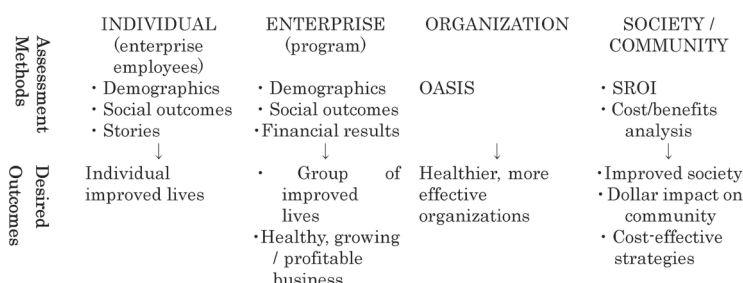 INDIVIDUAL
(enterprise
employees)
ENTERPRISE
(program)
ORGANIZATION
SOCIETY /
COMMUNITY
Assessment
Methods
・Demographics
・Social outcomes
・Stories
・Demographics
・Social outcomes
・Financial results
OASIS
・SROI
・Cost/benefits
analysis
↓ ↓ ↓ ↓
Desired
Outcomes
Individual
improved lives
・ Group of
improved
lives
・Healthy, growing
/ profitable
business
Healthier, more
effective
organizations
・Improved society
・Dollar impact on
community
・Cost-effective
strategies